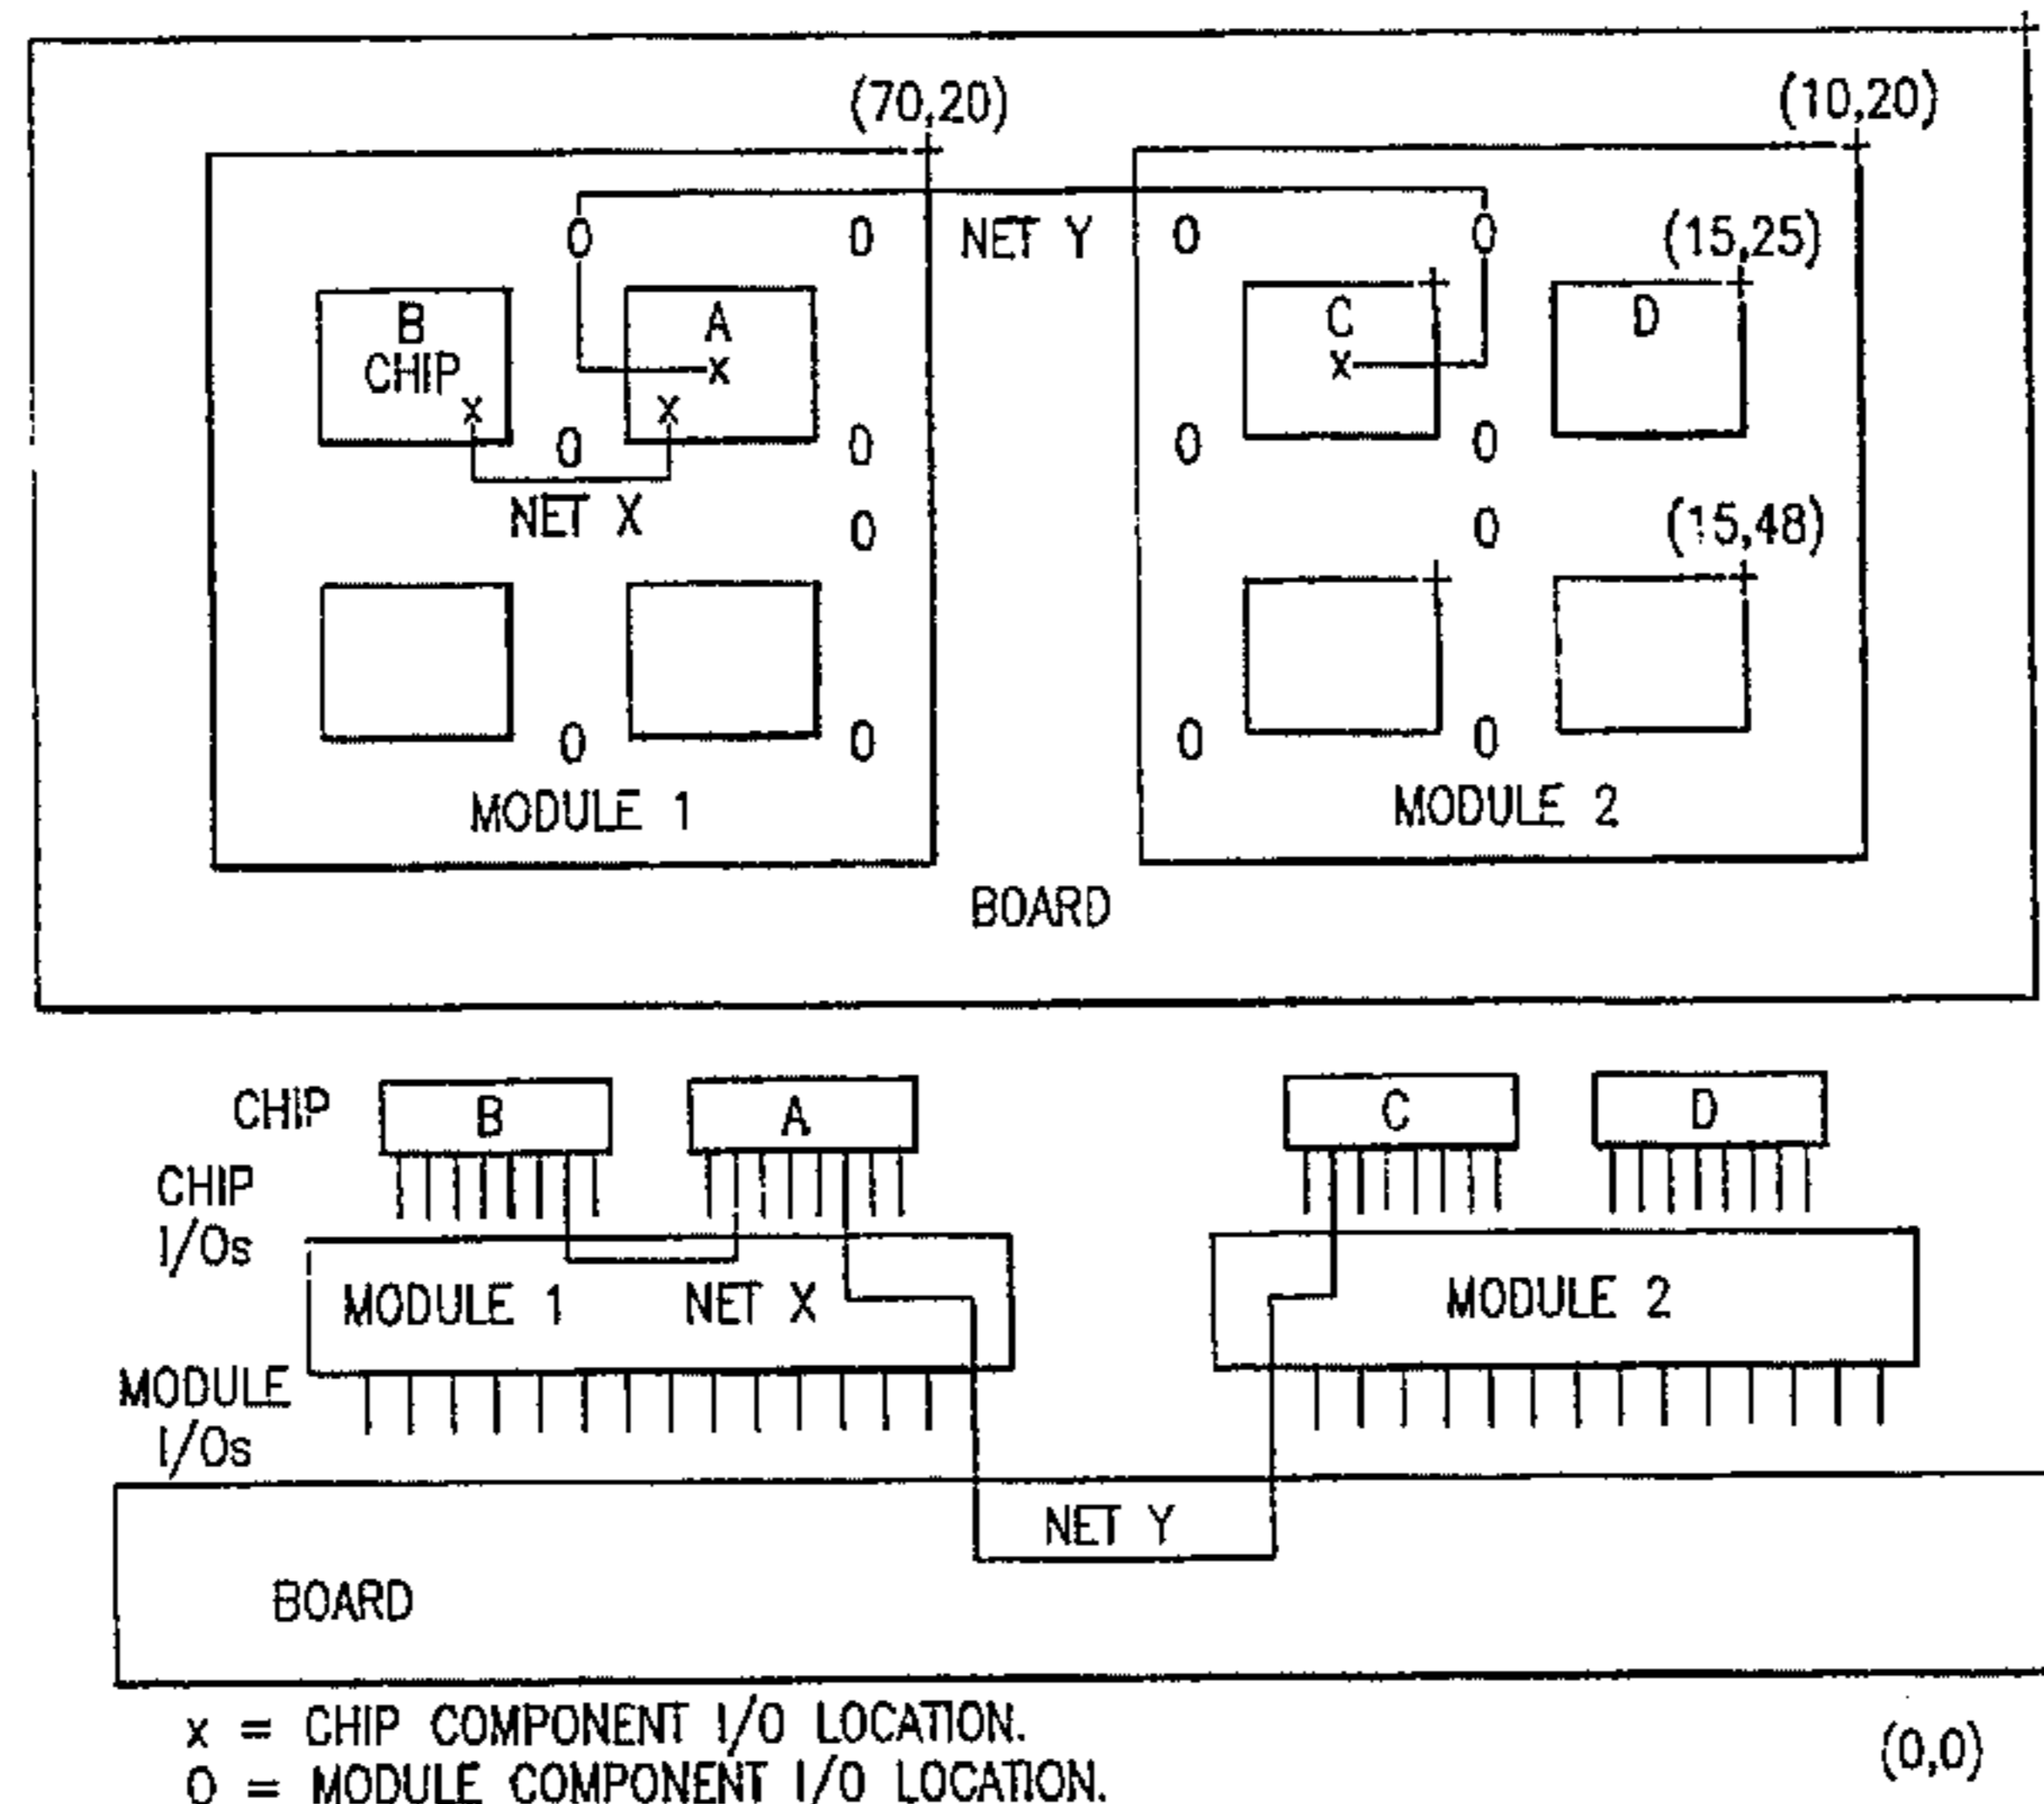 (70,20)
(10,20)
0 0 NET Y 0 0 (15,25)
B A C D
CHIP x x
x x
0 0 0 0
NET X 0 0 (15,48)
0 0 0 0
MODULE 1 MODULE 2
BOARD
CHIP B A C D
CHIP
I/Os
MODULE 1 NET X MODULE 2
MODULE
I/Os
NET Y
BOARD
x = CHIP COMPONENT I/O LOCATION.
0 = MODULE COMPONENT I/O LOCATION.
(0,0)